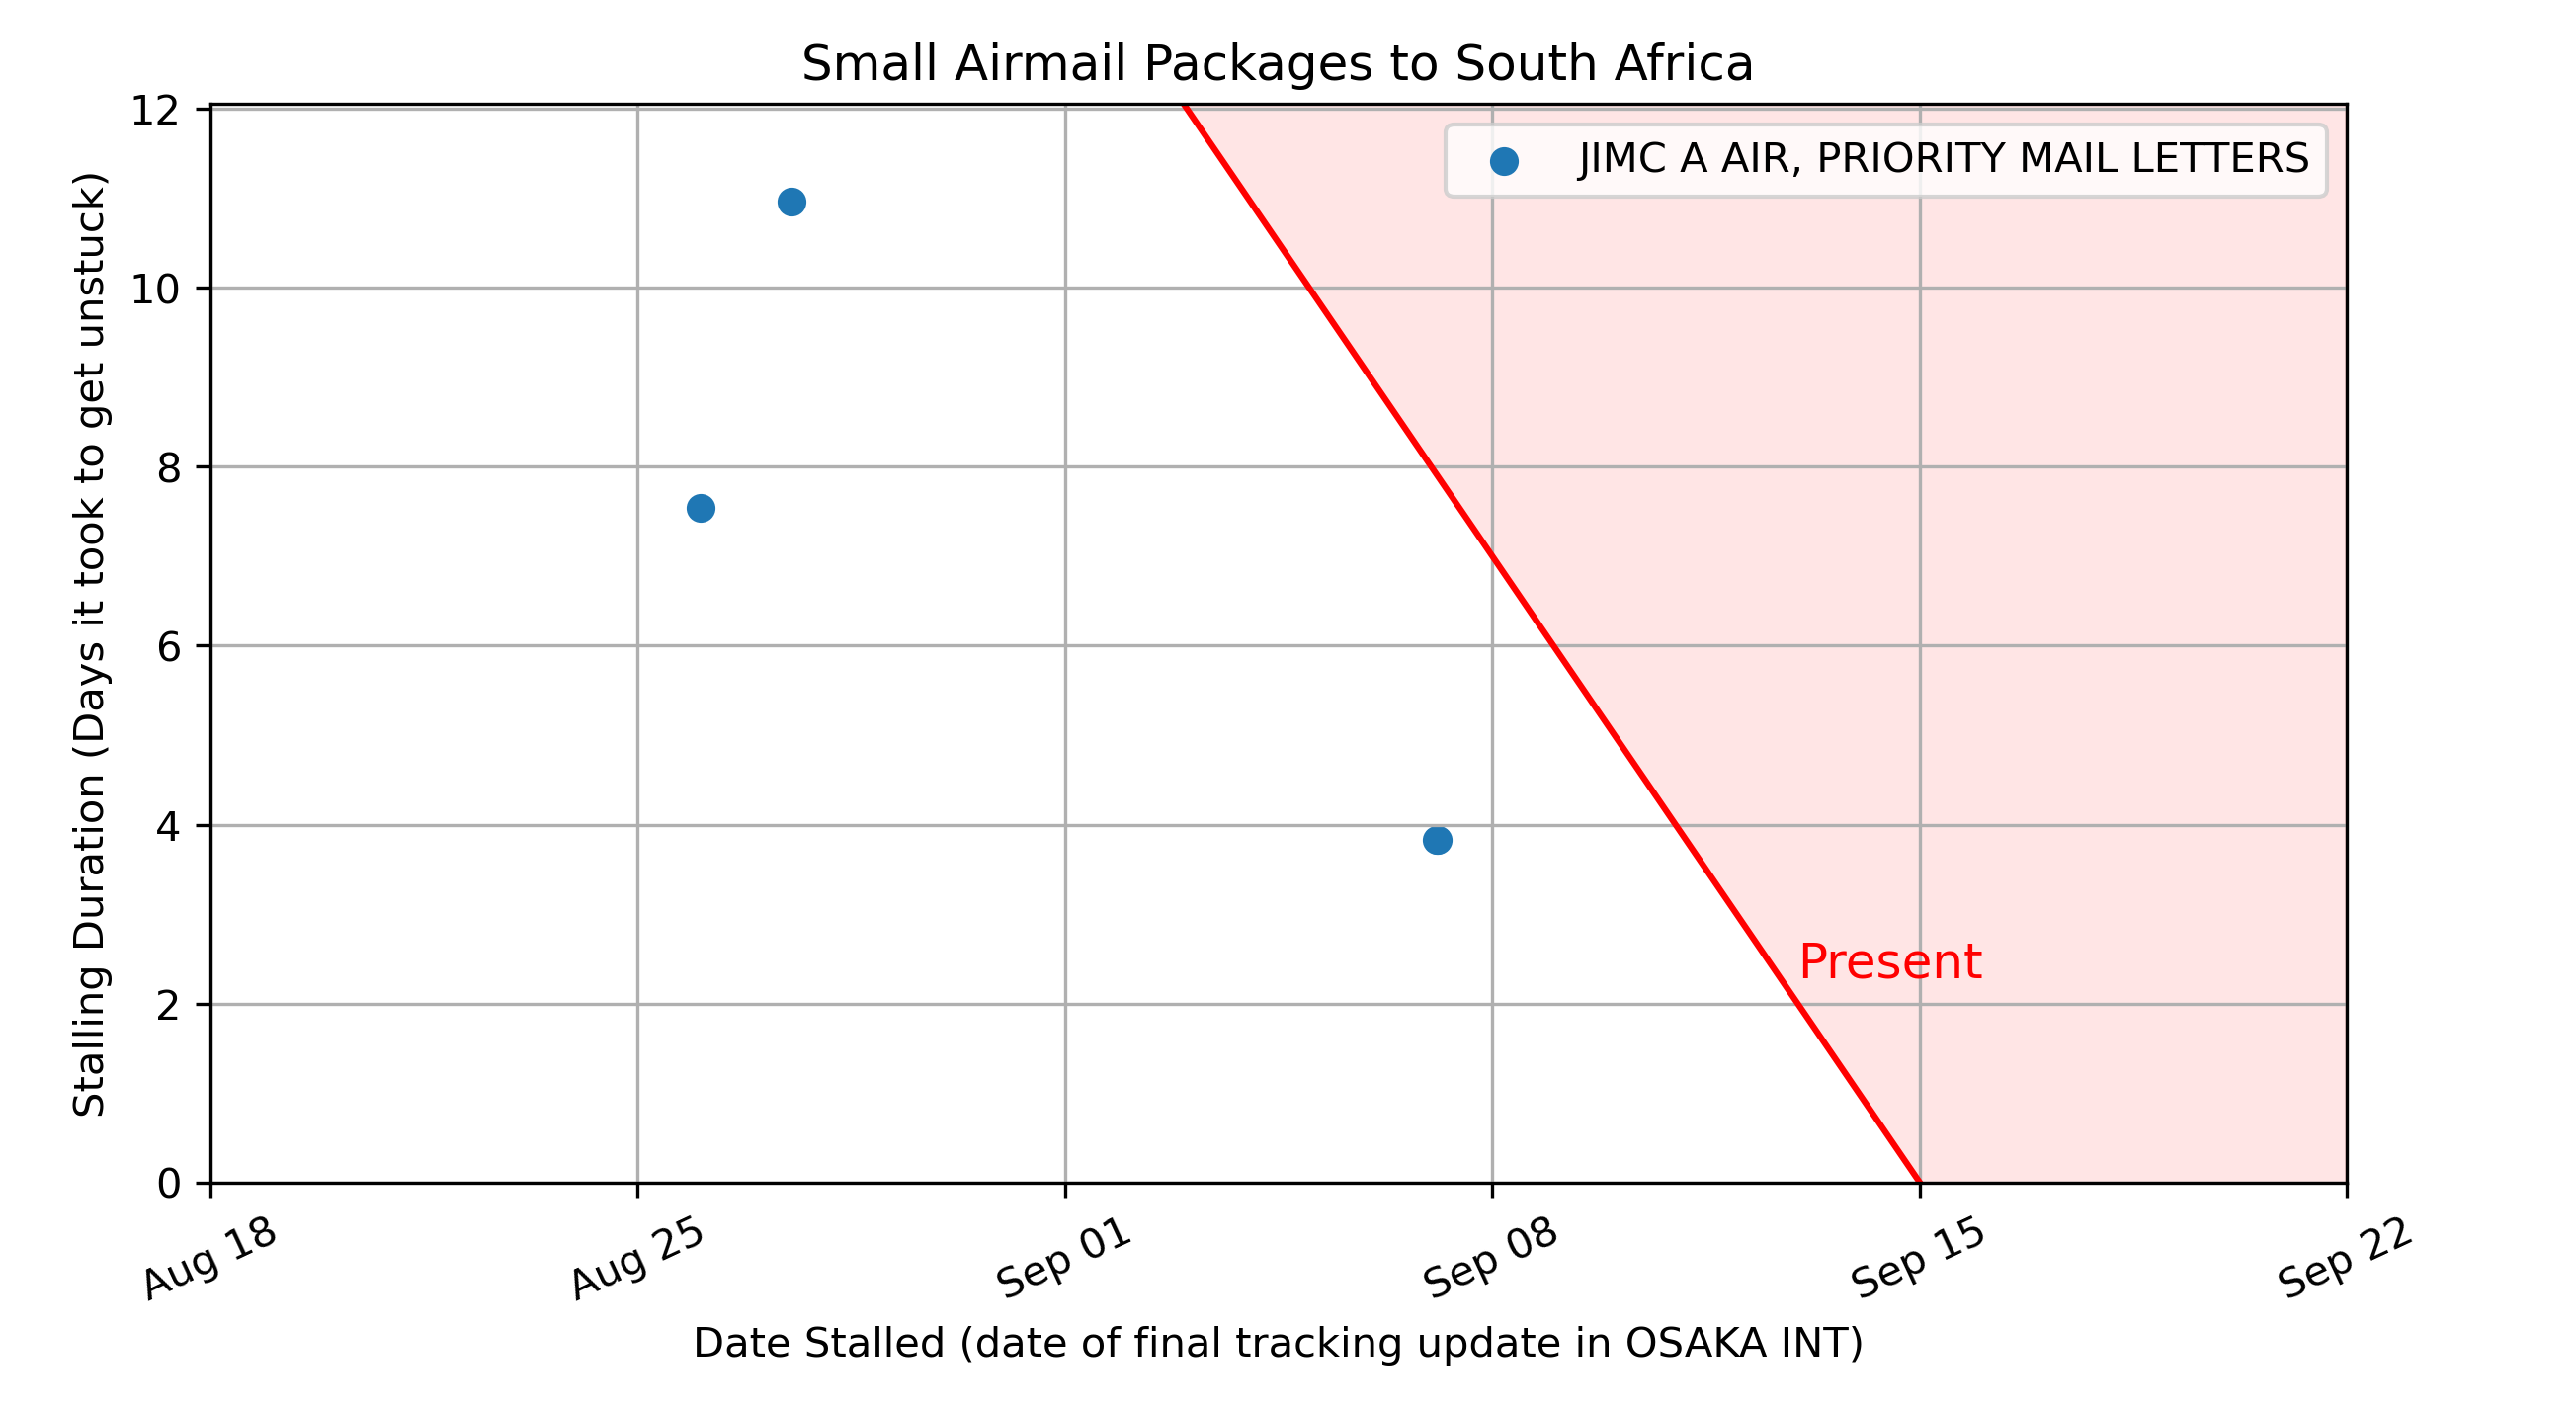 Small Airmail Packages to South Africa
JIMC A AIR, PRIORITY MAIL LETTERS
Stalling Duration (Days it took to get unstuck)
12
10
8
6
4
2
0
Present
Aug 18
Aug 25
Sep 01
Sep 08
Sep 15
Sep 22
Date Stalled (date of final tracking update in OSAKA INT)